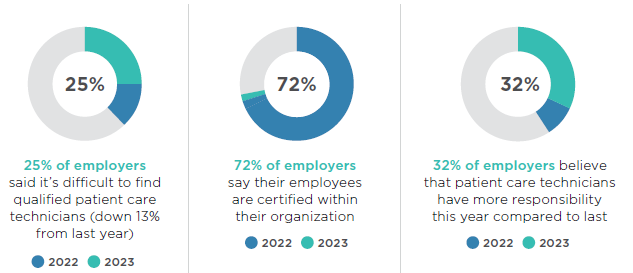 25%
25% of employers
said it's difficult to find
qualified patient care
technicians (down 13%
from last year)
2022 2023
72%
72% of employers
say their employees
are certified within
their organization
2022 2023
32%
32% of employers believe
that patient care technicians
have more responsibility
this year compared to last
2022 2023